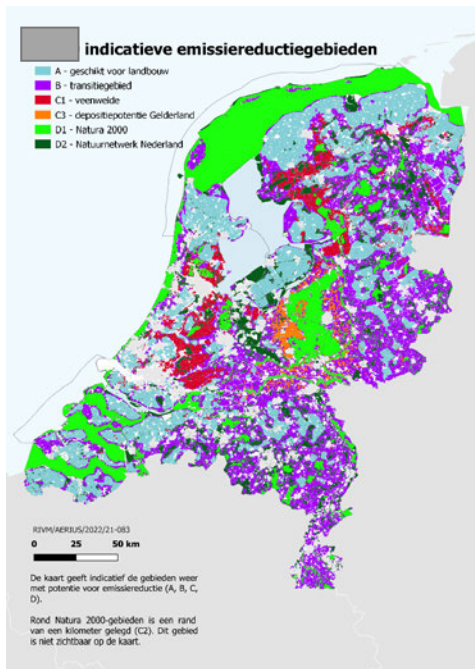 indicatieve emissiereductiegebieden
A - geschikt voor landbouw
B - transitiegebied
C1 - veenweide
C3 - depositiepotentie Gelderland
D1 - Natura 2000
D2 - Natuurnetwerk Nederland
RIVM/AERIUS/2022/21-083
0 25 50 km
De kaart geeft indicatief de gebieden weer
met potentie voor emissiereductie (A, B, C,
D).
Rond Natura 2000-gebieden is een rand
van een kilometer gelegd (C2). Dit gebied
is niet zichtbaar op de kaart.